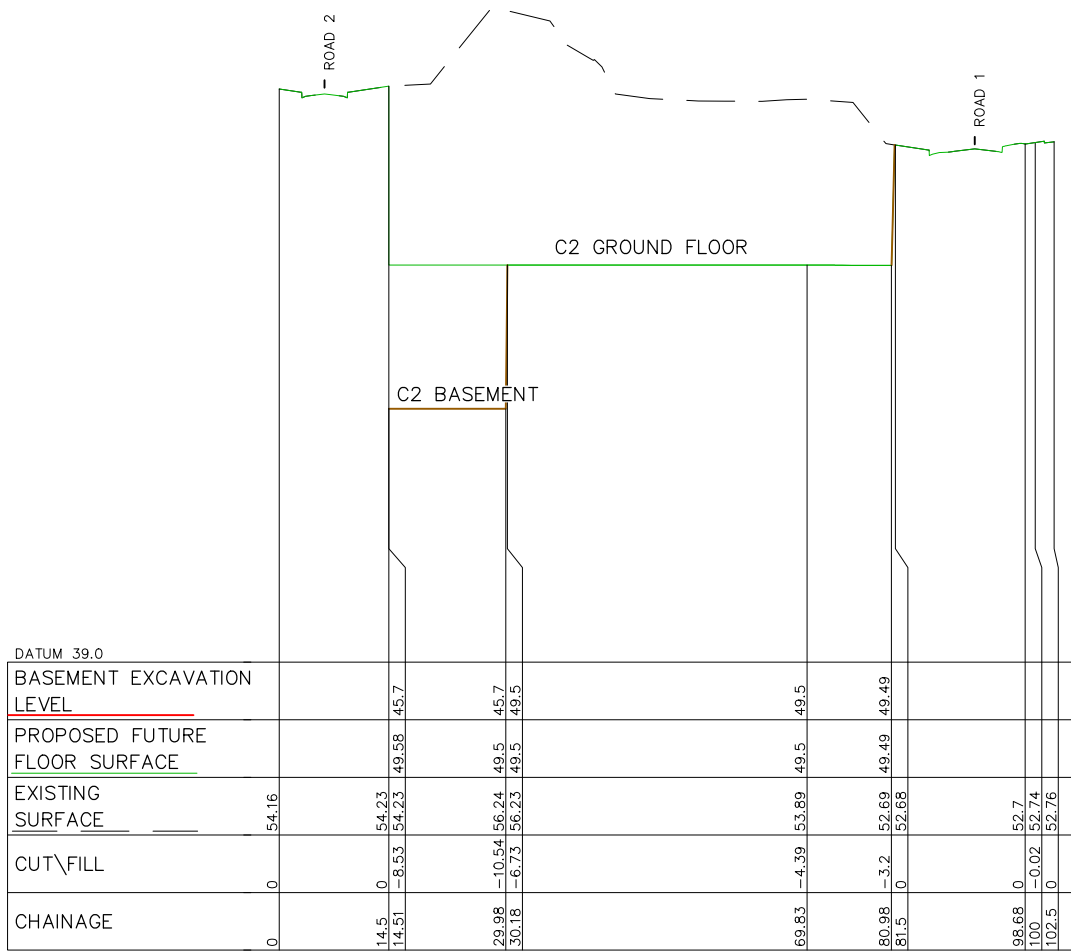 ROAD 2
ROAD 1
C2 GROUND FLOOR
C2 BASEMENT
DATUM 39.0
BASEMENT EXCAVATION
LEVEL
45.7 45.7 49.5 49.5 49.49
PROPOSED FUTURE
FLOOR SURFACE
49.58 49.5 49.5 49.5 49.49
EXISTING
SURFACE
54.16 54.23 54.23 56.24 56.23 53.89 52.69 52.68 52.7 52.74 52.76
CUT\FILL
0 0 -8.53 -10.54 -6.73 -4.39 -3.2 0 0 -0.02 0
CHAINAGE
0 14.5 14.51 29.98 30.18 69.83 80.98 81.5 98.68 100 102.5